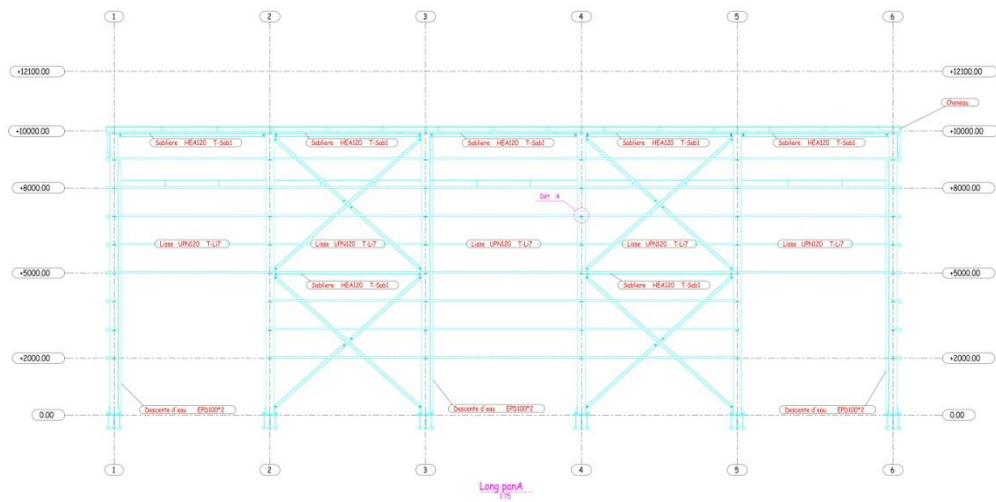 1 2 3 4 5 6
+12100.00 +12100.00
Cheneau
+10000.00 +10000.00
Sabliere HEA120 T-Sab1 Sabliere HEA120 T-Sab1 Sabliere HEA120 T-Sab1 Sabliere HEA120 T-Sab1 Sabliere HEA120 T-Sab1
+8000.00 +8000.00
Dét A
Lisse UPN120 T-Li7 Lisse UPN120 T-Li7 Lisse UPN120 T-Li7 Lisse UPN120 T-Li7 Lisse UPN120 T-Li7
+5000.00 +5000.00
Sabliere HEA120 T-Sab1 Sabliere HEA120 T-Sab1
+2000.00 +2000.00
Descente d'eau EPD100*2 Descente d'eau EPD100*2 Descente d'eau EPD100*2
0.00 0.00
1 2 3 4 5 6
Long panA
1:75